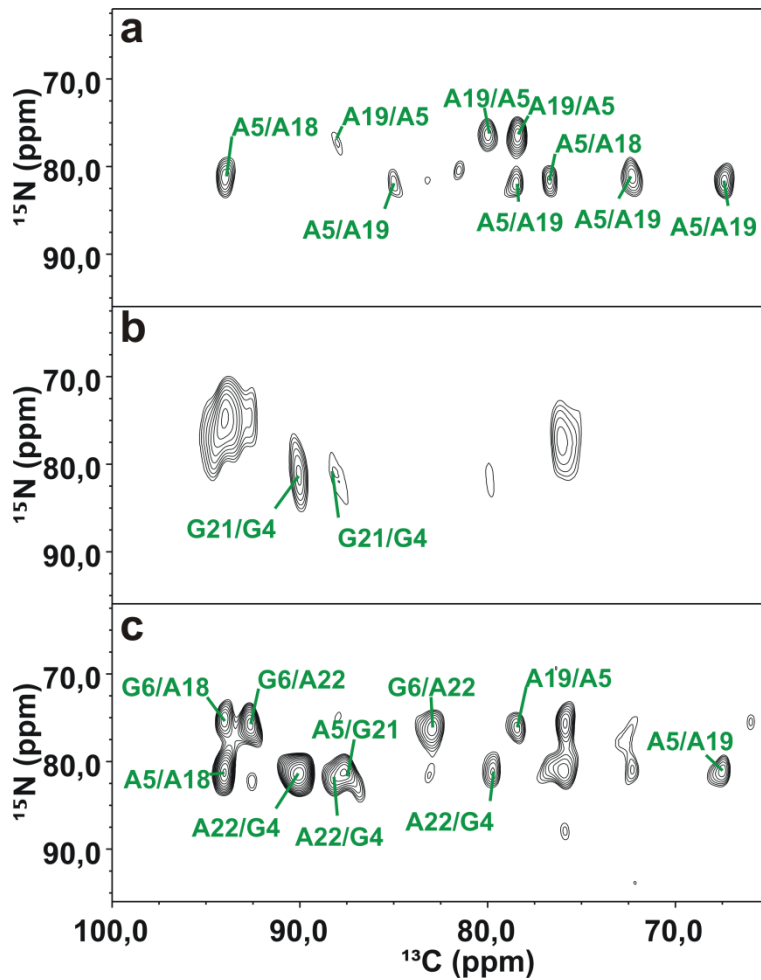 a
70,0
80,0
90,0
¹⁵N (ppm)
A5/A18
A19/A5
A19/A5
A19/A5
A5/A18
A5/A19
A5/A19
A5/A19
A5/A19
b
70,0
80,0
90,0
¹⁵N (ppm)
G21/G4
G21/G4
c
70,0
80,0
90,0
¹⁵N (ppm)
G6/A18
G6/A22
G6/A22
A19/A5
A5/G21
A5/A19
A5/A18
A22/G4
A22/G4
A22/G4
100,0 90,0 80,0 70,0
¹³C (ppm)